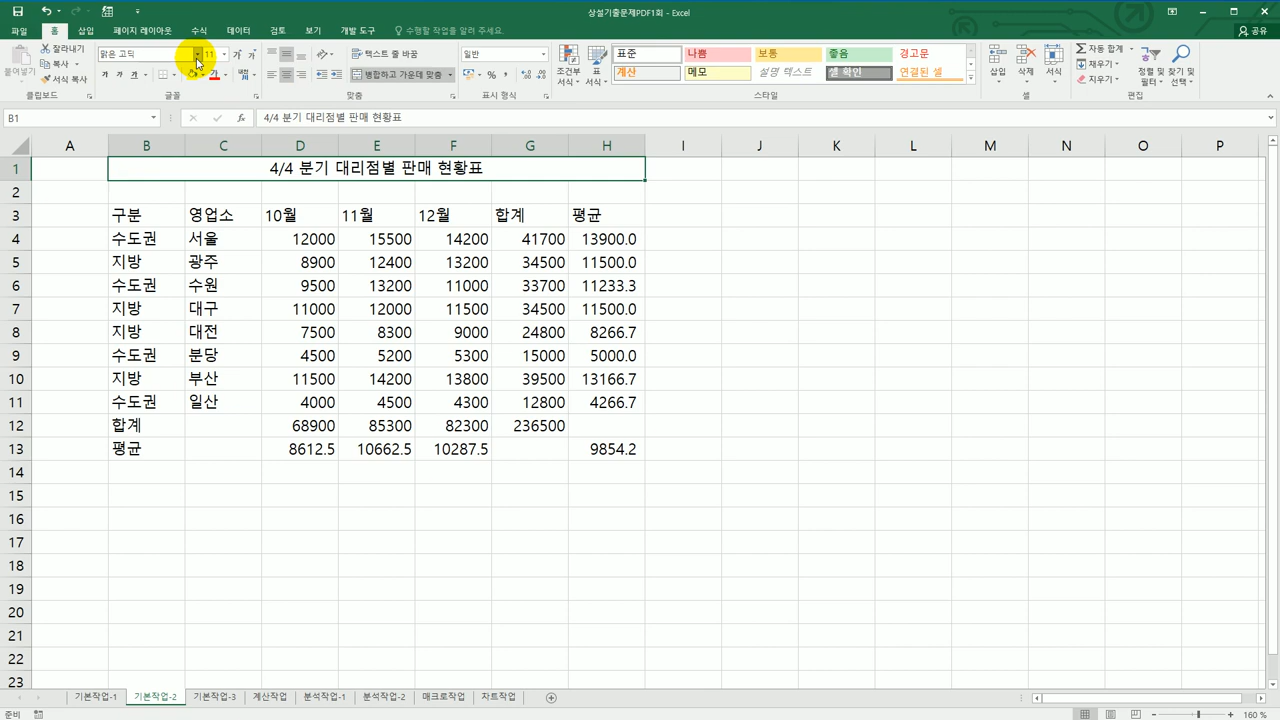 상설기출문제PDF1회 - Excel
파일 홈 삽입 페이지 레이아웃 수식 데이터 검토 보기 개발 도구 수행할 작업을 알려 주세요. 공유
붙여넣기 잘라내기 복사 서식 복사 클립보드
맑은 고딕 11 가 가 글꼴
텍스트 줄 바꿈 병합하고 가운데 맞춤 맞춤
일반 % , 표시 형식
조건부 서식 표 서식 표준 나쁨 보통 좋음 경고문
계산 메모 설명 텍스트 셀 확인 연결된 셀 스타일
삽입 삭제 서식 셀
자동 합계 채우기 지우기 정렬 및 필터 찾기 및 선택 편집
B1 fx 4/4 분기 대리점별 판매 현황표
A B C D E F G H I J K L M N O P
1 4/4 분기 대리점별 판매 현황표
2
3 구분 영업소 10월 11월 12월 합계 평균
4 수도권 서울 12000 15500 14200 41700 13900.0
5 지방 광주 8900 12400 13200 34500 11500.0
6 수도권 수원 9500 13200 11000 33700 11233.3
7 지방 대구 11000 12000 11500 34500 11500.0
8 지방 대전 7500 8300 9000 24800 8266.7
9 수도권 분당 4500 5200 5300 15000 5000.0
10 지방 부산 11500 14200 13800 39500 13166.7
11 수도권 일산 4000 4500 4300 12800 4266.7
12 합계 68900 85300 82300 236500
13 평균 8612.5 10662.5 10287.5 9854.2
14
15
16
17
18
19
20
21
22
23
기본작업-1 기본작업-2 기본작업-3 계산작업 분석작업-1 분석작업-2 매크로작업 차트작업
준비 160 %